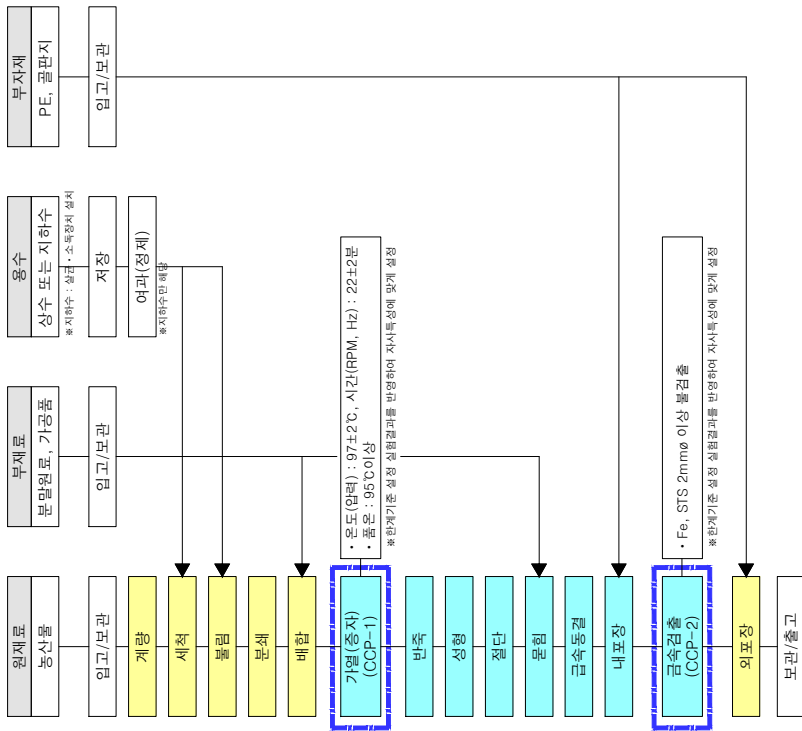 원재료
농산물
입고/보관
계량
세척
불림
분쇄
배합
가열(증자)
(CCP-1)
반죽
성형
절단
묻힘
급속동결
내포장
금속검출
(CCP-2)
외포장
보관/출고
부재료
분말원료, 가공품
입고/보관
• 온도(압력) : 97±2℃, 시간(RPM, Hz) : 22±2분
• 품온 : 95℃이상
※한계기준 설정 실험결과를 반영하여 자사특성에 맞게 설정
• Fe, STS 2mmø 이상 불검출
※한계기준 설정 실험결과를 반영하여 자사특성에 맞게 설정
용수
상수 또는 지하수
※지하수 : 살균·소독장치 설치
저장
여과(정제)
※지하수만 해당
부자재
PE, 골판지
입고/보관